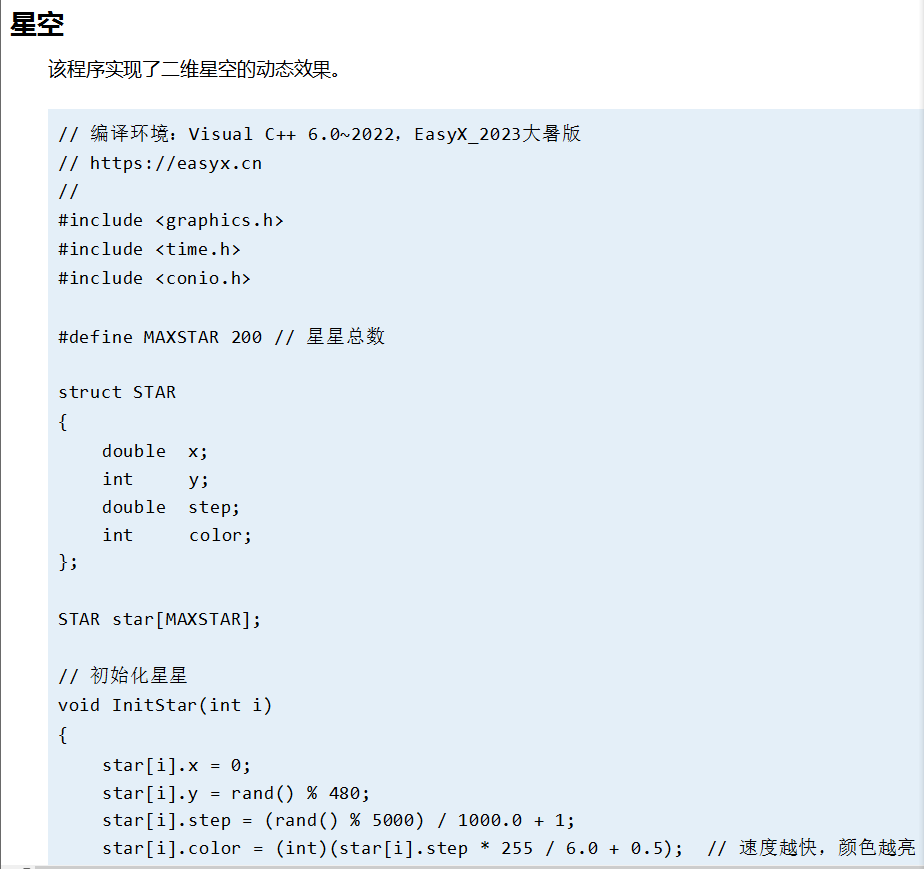 星空
该程序实现了二维星空的动态效果。
// 编译环境：Visual C++ 6.0~2022，EasyX_2023大暑版
// https://easyx.cn
//
#include <graphics.h>
#include <time.h>
#include <conio.h>
#define MAXSTAR 200 // 星星总数
struct STAR
{
    double  x;
    int     y;
    double  step;
    int     color;
};
STAR star[MAXSTAR];
// 初始化星星
void InitStar(int i)
{
    star[i].x = 0;
    star[i].y = rand() % 480;
    star[i].step = (rand() % 5000) / 1000.0 + 1;
    star[i].color = (int)(star[i].step * 255 / 6.0 + 0.5);  // 速度越快，颜色越亮